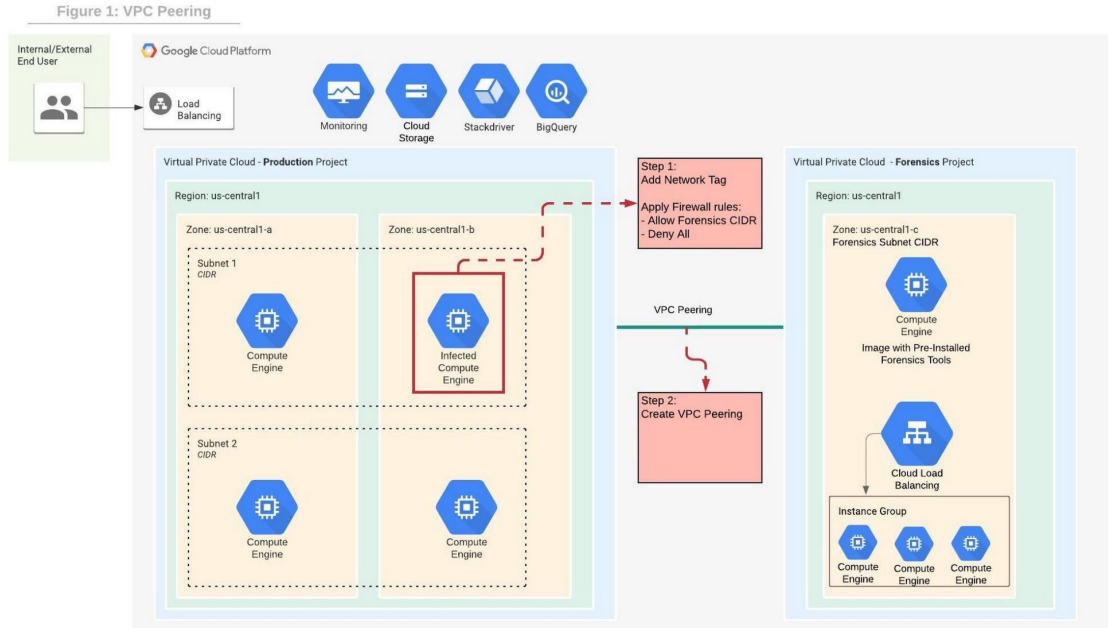 Figure 1: VPC Peering
Internal/External
End User
Google Cloud Platform
Load
Balancing
Monitoring
Cloud
Storage
Stackdriver
BigQuery
Virtual Private Cloud - Production Project
Region: us-central1
Zone: us-central1-a
Zone: us-central1-b
Subnet 1
CIDR
Compute
Engine
Infected
Compute
Engine
Subnet 2
CIDR
Compute
Engine
Compute
Engine
Step 1:
Add Network Tag
Apply Firewall rules:
- Allow Forensics CIDR
- Deny All
VPC Peering
Step 2:
Create VPC Peering
Virtual Private Cloud - Forensics Project
Region: us-central1
Zone: us-central1-c
Forensics Subnet CIDR
Compute
Engine
Image with Pre-Installed
Forensics Tools
Cloud Load
Balancing
Instance Group
Compute
Engine
Compute
Engine
Compute
Engine